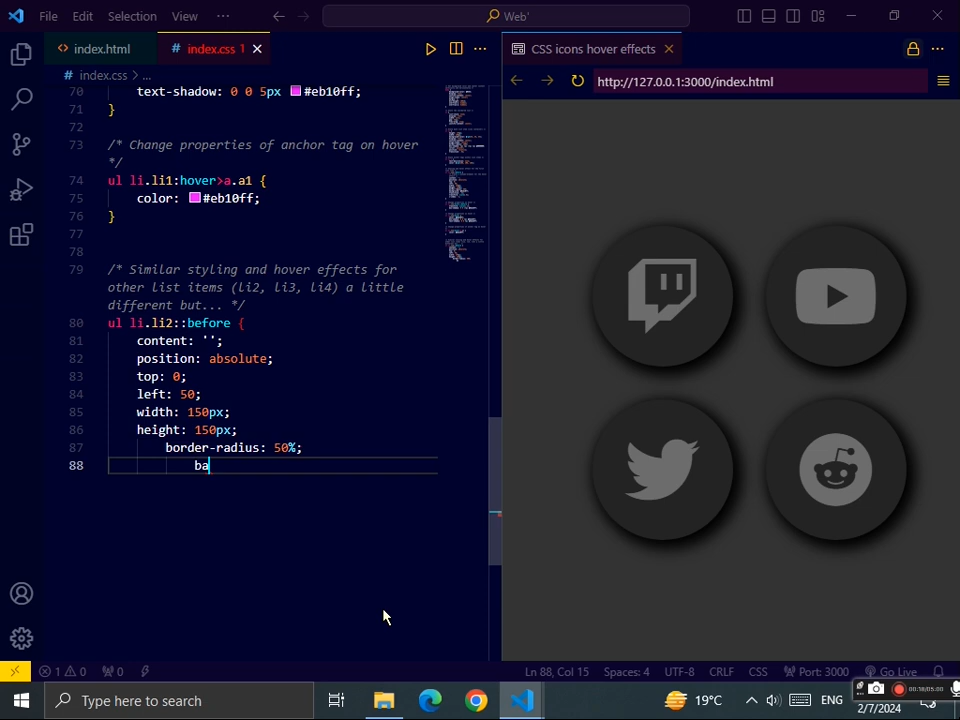 File Edit Selection View ··· Web'
index.html # index.css 1 CSS icons hover effects
# index.css > ...
http://127.0.0.1:3000/index.html
70 text-shadow: 0 0 5px #eb10ff;
71 }
72
73 /* Change properties of anchor tag on hover
*/
74 ul li.li1:hover>a.a1 {
75 color: #eb10ff;
76 }
77
78
79 /* Similar styling and hover effects for
other list items (li2, li3, li4) a little
different but... */
80 ul li.li2::before {
81 content: '';
82 position: absolute;
83 top: 0;
84 left: 50;
85 width: 150px;
86 height: 150px;
87 border-radius: 50%;
88 ba
1 0 0 Ln 88, Col 15 Spaces: 4 UTF-8 CRLF CSS Port: 3000 Go Live
Type here to search 19°C ENG
2/7/2024